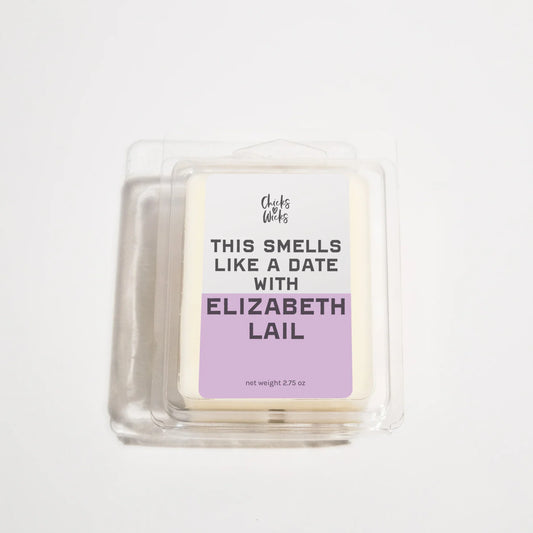 Chicks
Wicks
THIS SMELLS
LIKE A DATE
WITH
ELIZABETH
LAIL
net weight 2.75 oz